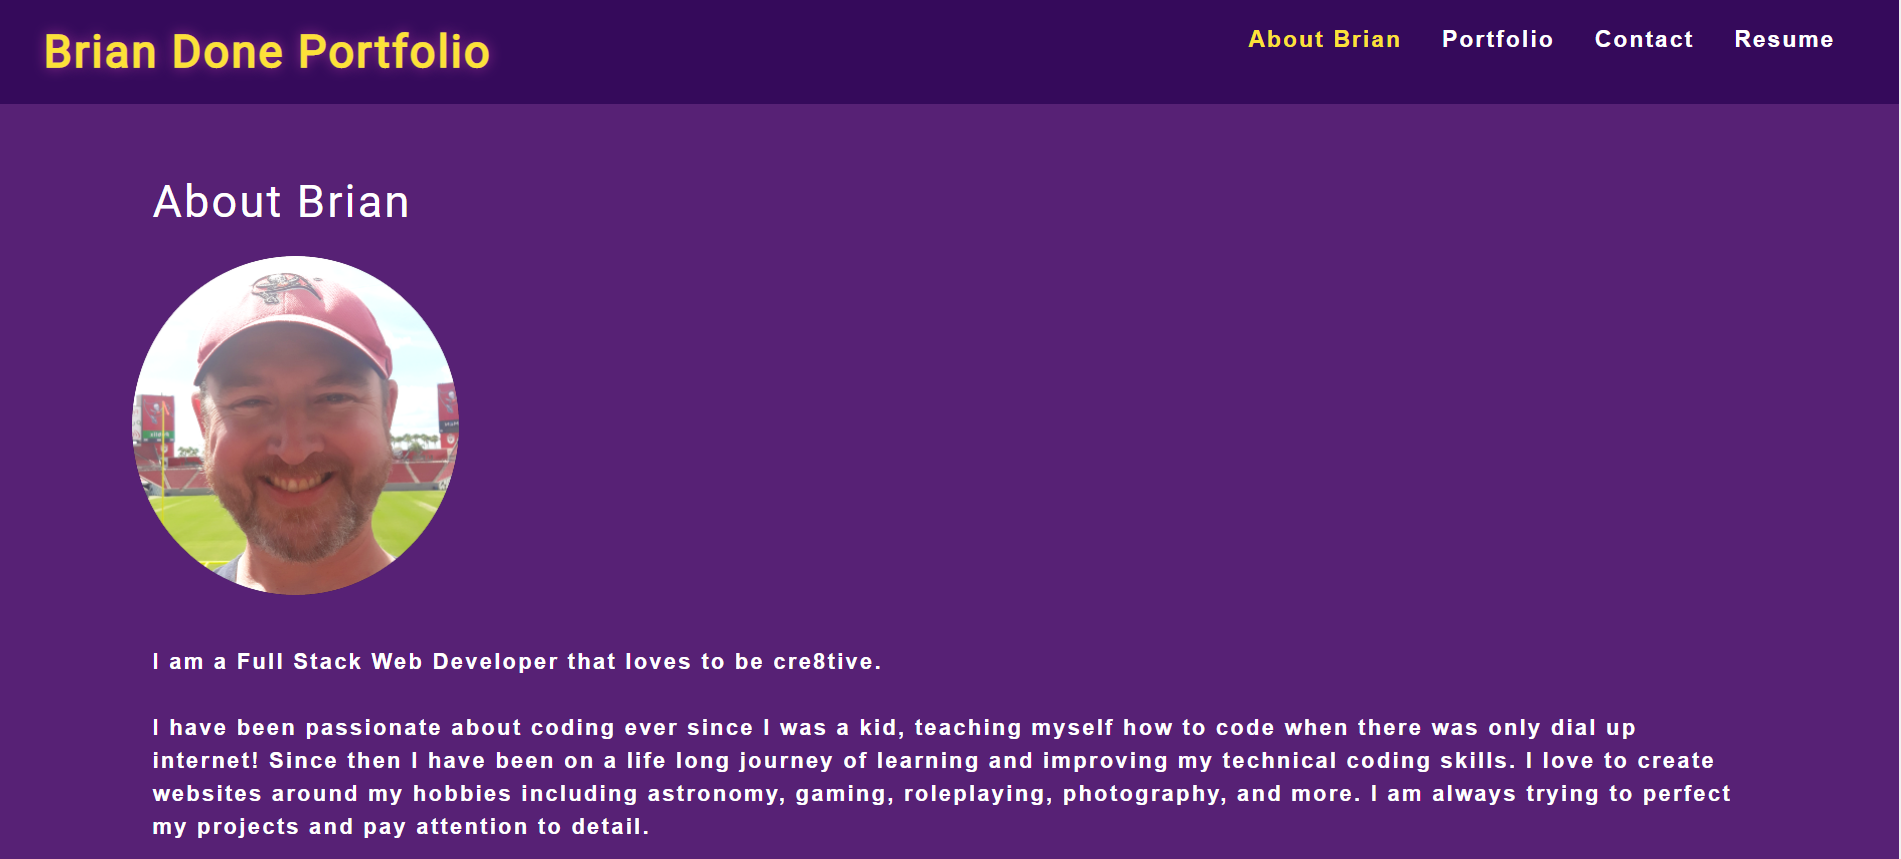 Brian Done Portfolio
About Brian
Portfolio
Contact
Resume
About Brian
I am a Full Stack Web Developer that loves to be cre8tive.
I have been passionate about coding ever since I was a kid, teaching myself how to code when there was only dial up
internet! Since then I have been on a life long journey of learning and improving my technical coding skills. I love to create
websites around my hobbies including astronomy, gaming, roleplaying, photography, and more. I am always trying to perfect
my projects and pay attention to detail.